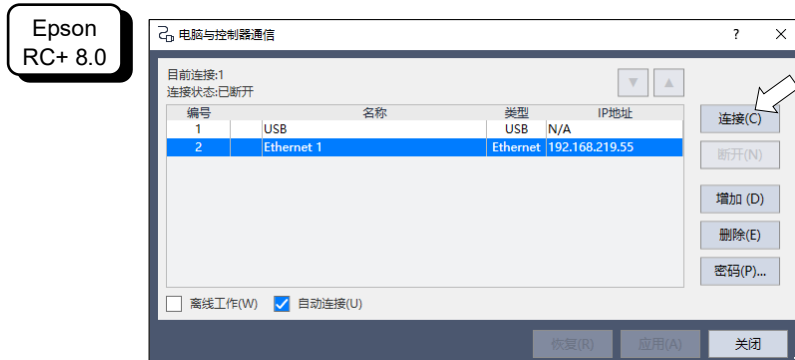 Epson
RC+ 8.0
电脑与控制器通信
? ×
目前连接:1
连接状态:已断开
▼ ▲
编号 名称 类型 IP地址
1 USB USB N/A
2 Ethernet 1 Ethernet 192.168.219.55
连接(C)
断开(N)
增加 (D)
删除(E)
密码(P)...
离线工作(W) 自动连接(U)
恢复(R) 应用(A) 关闭